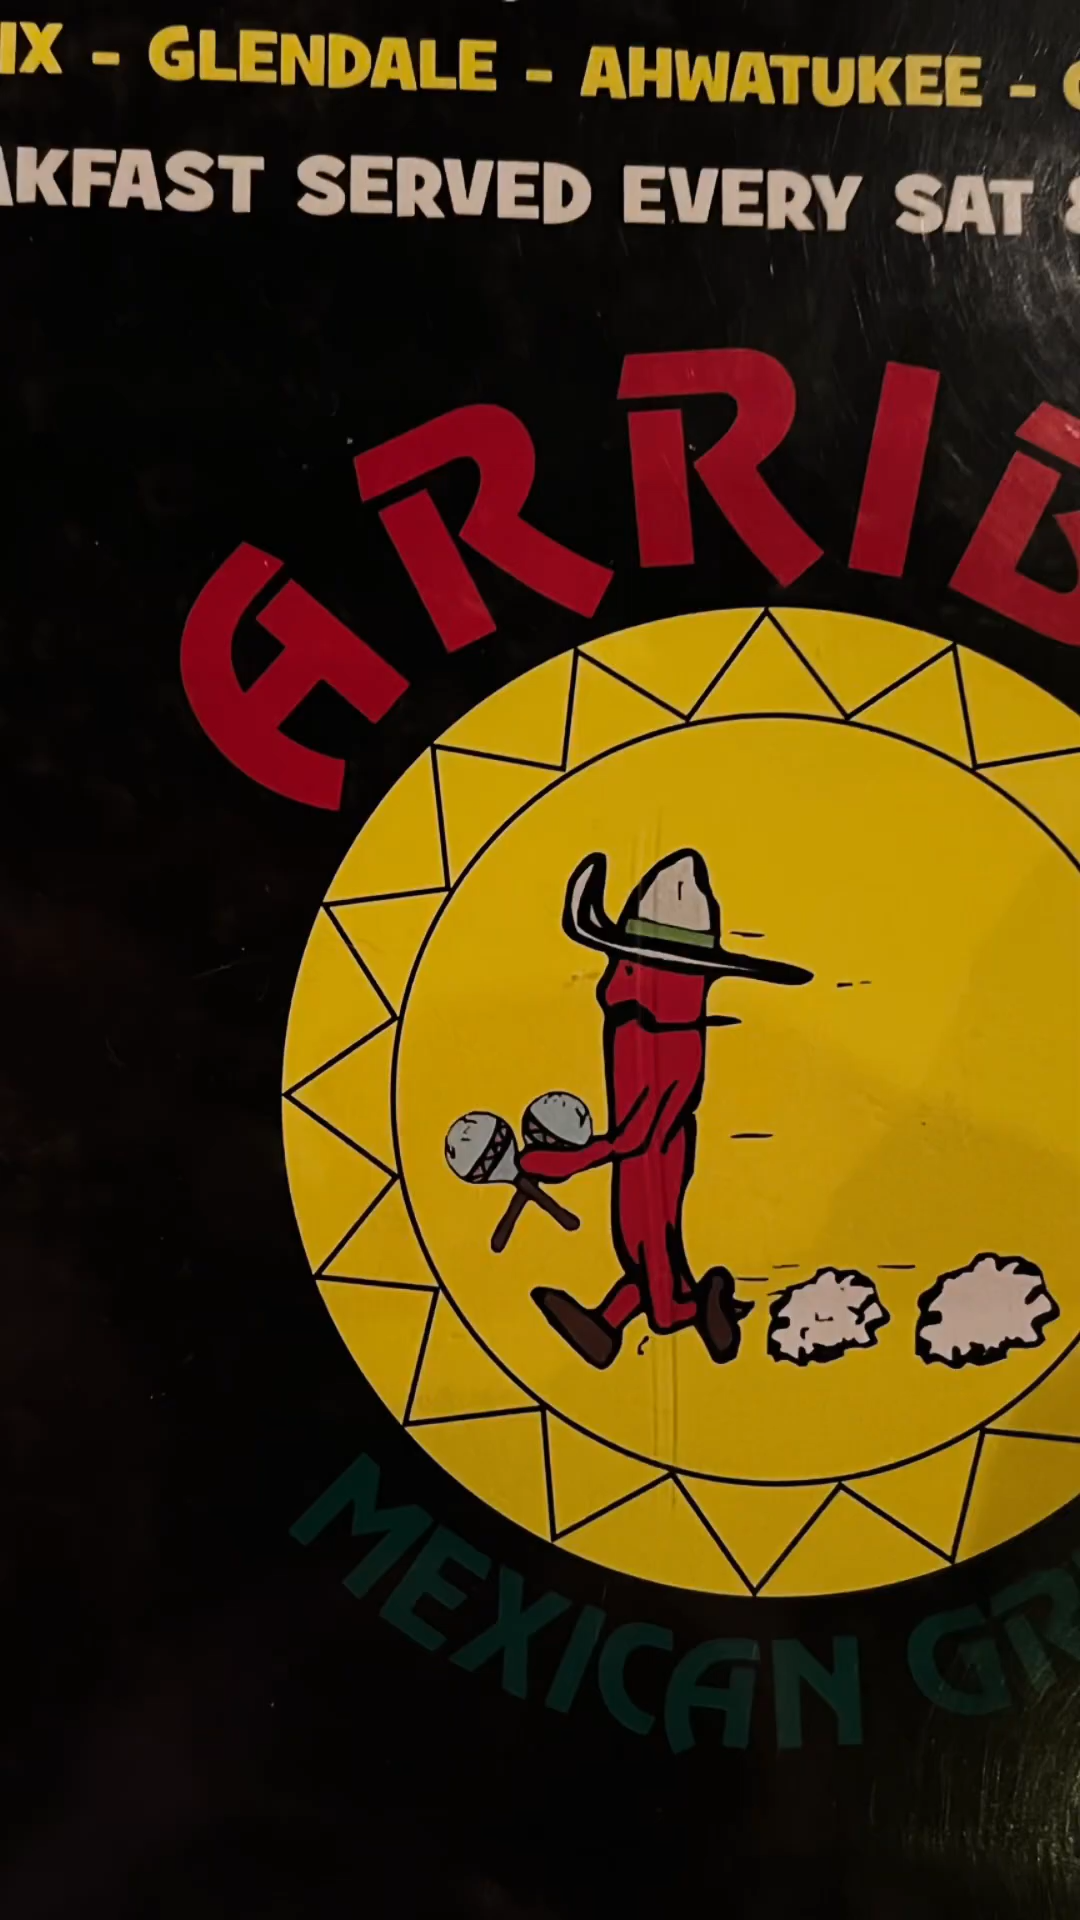 IX - GLENDALE - AHWATUKEE -
AKFAST SERVED EVERY SAT &
ARRIB
MEXICAN GR